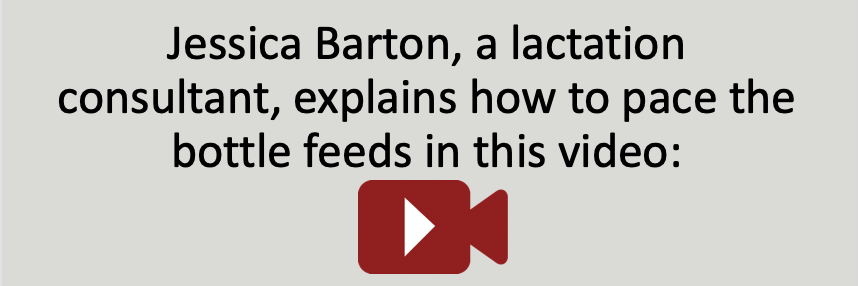 Jessica Barton, a lactation
consultant, explains how to pace the
bottle feeds in this video: